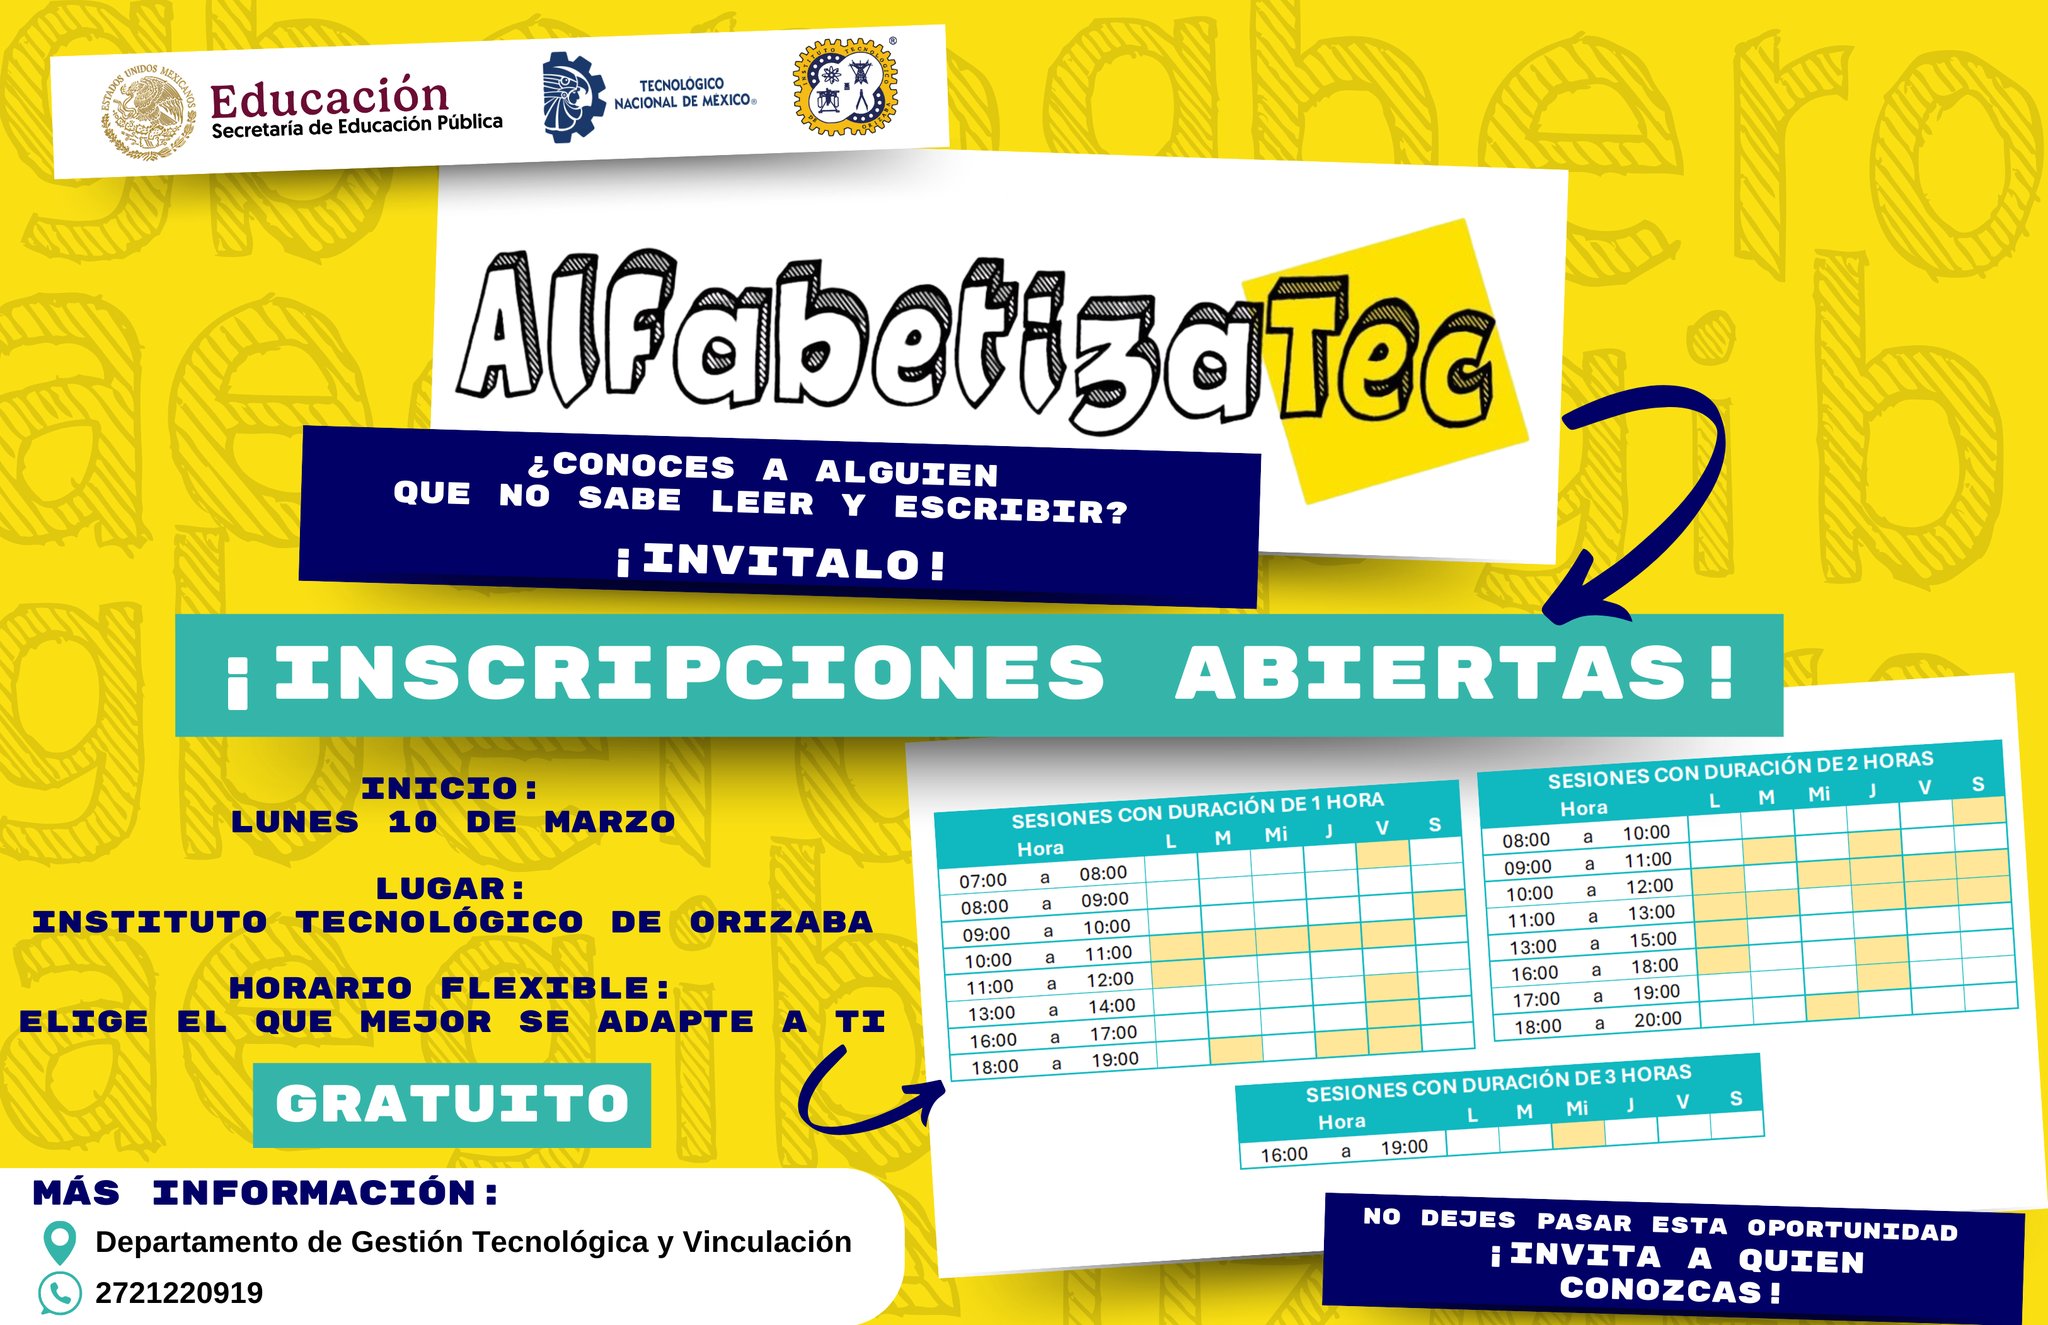 Educación
Secretaría de Educación Pública
TECNOLÓGICO
NACIONAL DE MÉXICO®
AlfabetizaTec
¿CONOCES A ALGUIEN
QUE NO SABE LEER Y ESCRIBIR?
¡INVITALO!
¡INSCRIPCIONES ABIERTAS!
INICIO:
LUNES 10 DE MARZO
LUGAR:
INSTITUTO TECNOLÓGICO DE ORIZABA
HORARIO FLEXIBLE:
ELIGE EL QUE MEJOR SE ADAPTE A TI
GRATUITO
MÁS INFORMACIÓN:
Departamento de Gestión Tecnológica y Vinculación
2721220919
SESIONES CON DURACIÓN DE 1 HORA
Hora L M Mi J V S
07:00 a 08:00
08:00 a 09:00
09:00 a 10:00
10:00 a 11:00
11:00 a 12:00
13:00 a 14:00
16:00 a 17:00
18:00 a 19:00
SESIONES CON DURACIÓN DE 2 HORAS
Hora L M Mi J V S
08:00 a 10:00
09:00 a 11:00
10:00 a 12:00
11:00 a 13:00
13:00 a 15:00
16:00 a 18:00
17:00 a 19:00
18:00 a 20:00
SESIONES CON DURACIÓN DE 3 HORAS
Hora L M Mi J V S
16:00 a 19:00
NO DEJES PASAR ESTA OPORTUNIDAD
¡INVITA A QUIEN
CONOZCAS!